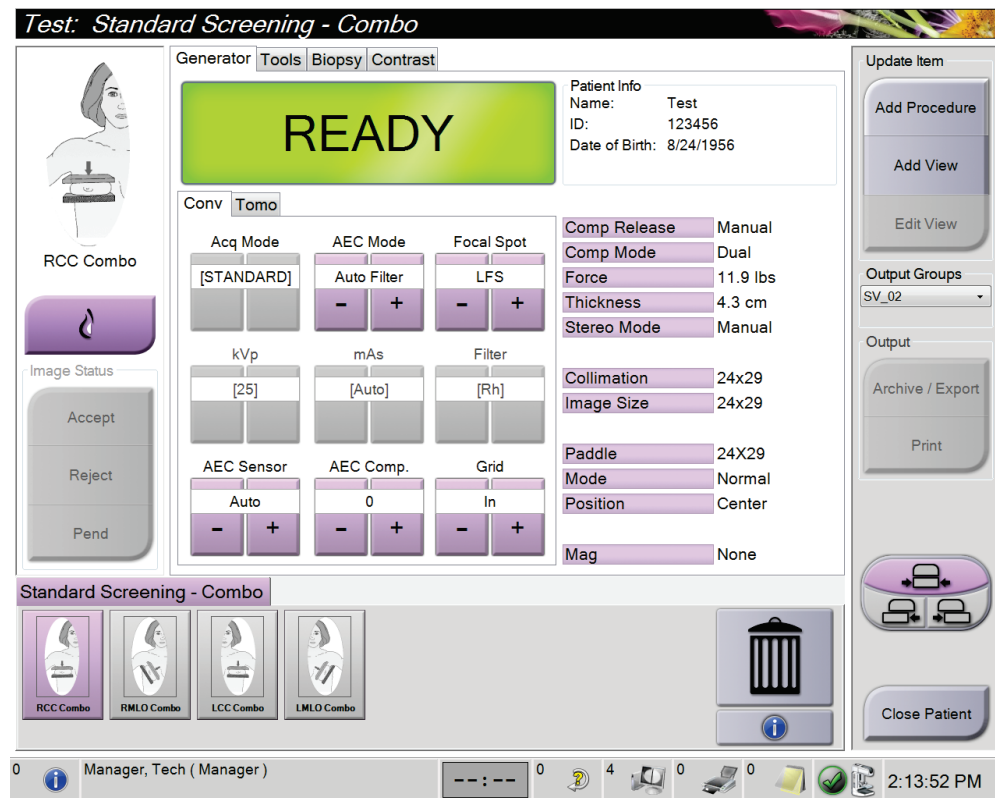 Test: Standard Screening - Combo
RCC Combo
Image Status
Accept
Reject
Pend
Generator Tools Biopsy Contrast
READY
Patient Info
Name: Test
ID: 123456
Date of Birth: 8/24/1956
Conv Tomo
Acq Mode AEC Mode Focal Spot
[STANDARD] Auto Filter LFS
- + - +
kVp mAs Filter
[25] [Auto] [Rh]
AEC Sensor AEC Comp. Grid
Auto 0 In
- + - + - +
Comp Release Manual
Comp Mode Dual
Force 11.9 lbs
Thickness 4.3 cm
Stereo Mode Manual
Collimation 24x29
Image Size 24x29
Paddle 24X29
Mode Normal
Position Center
Mag None
Update Item
Add Procedure
Add View
Edit View
Output Groups
SV_02
Output
Archive / Export
Print
Close Patient
Standard Screening - Combo
RCC Combo RMLO Combo LCC Combo LMLO Combo
0 Manager, Tech ( Manager ) --:-- 0 4 0 0 2:13:52 PM